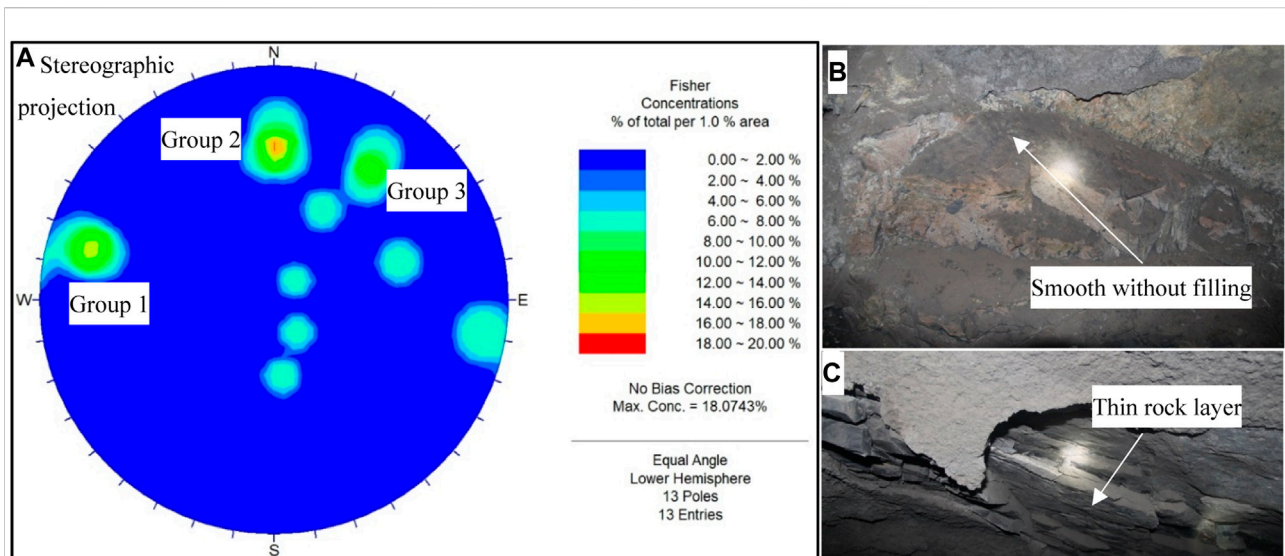 A
Stereographic
projection
N
Group 2
Group 3
Group 1
W
E
S
Fisher
Concentrations
% of total per 1.0 % area
0.00 ~ 2.00 %
2.00 ~ 4.00 %
4.00 ~ 6.00 %
6.00 ~ 8.00 %
8.00 ~ 10.00 %
10.00 ~ 12.00 %
12.00 ~ 14.00 %
14.00 ~ 16.00 %
16.00 ~ 18.00 %
18.00 ~ 20.00 %
No Bias Correction
Max. Conc. = 18.0743%
Equal Angle
Lower Hemisphere
13 Poles
13 Entries
B
Smooth without filling
C
Thin rock layer